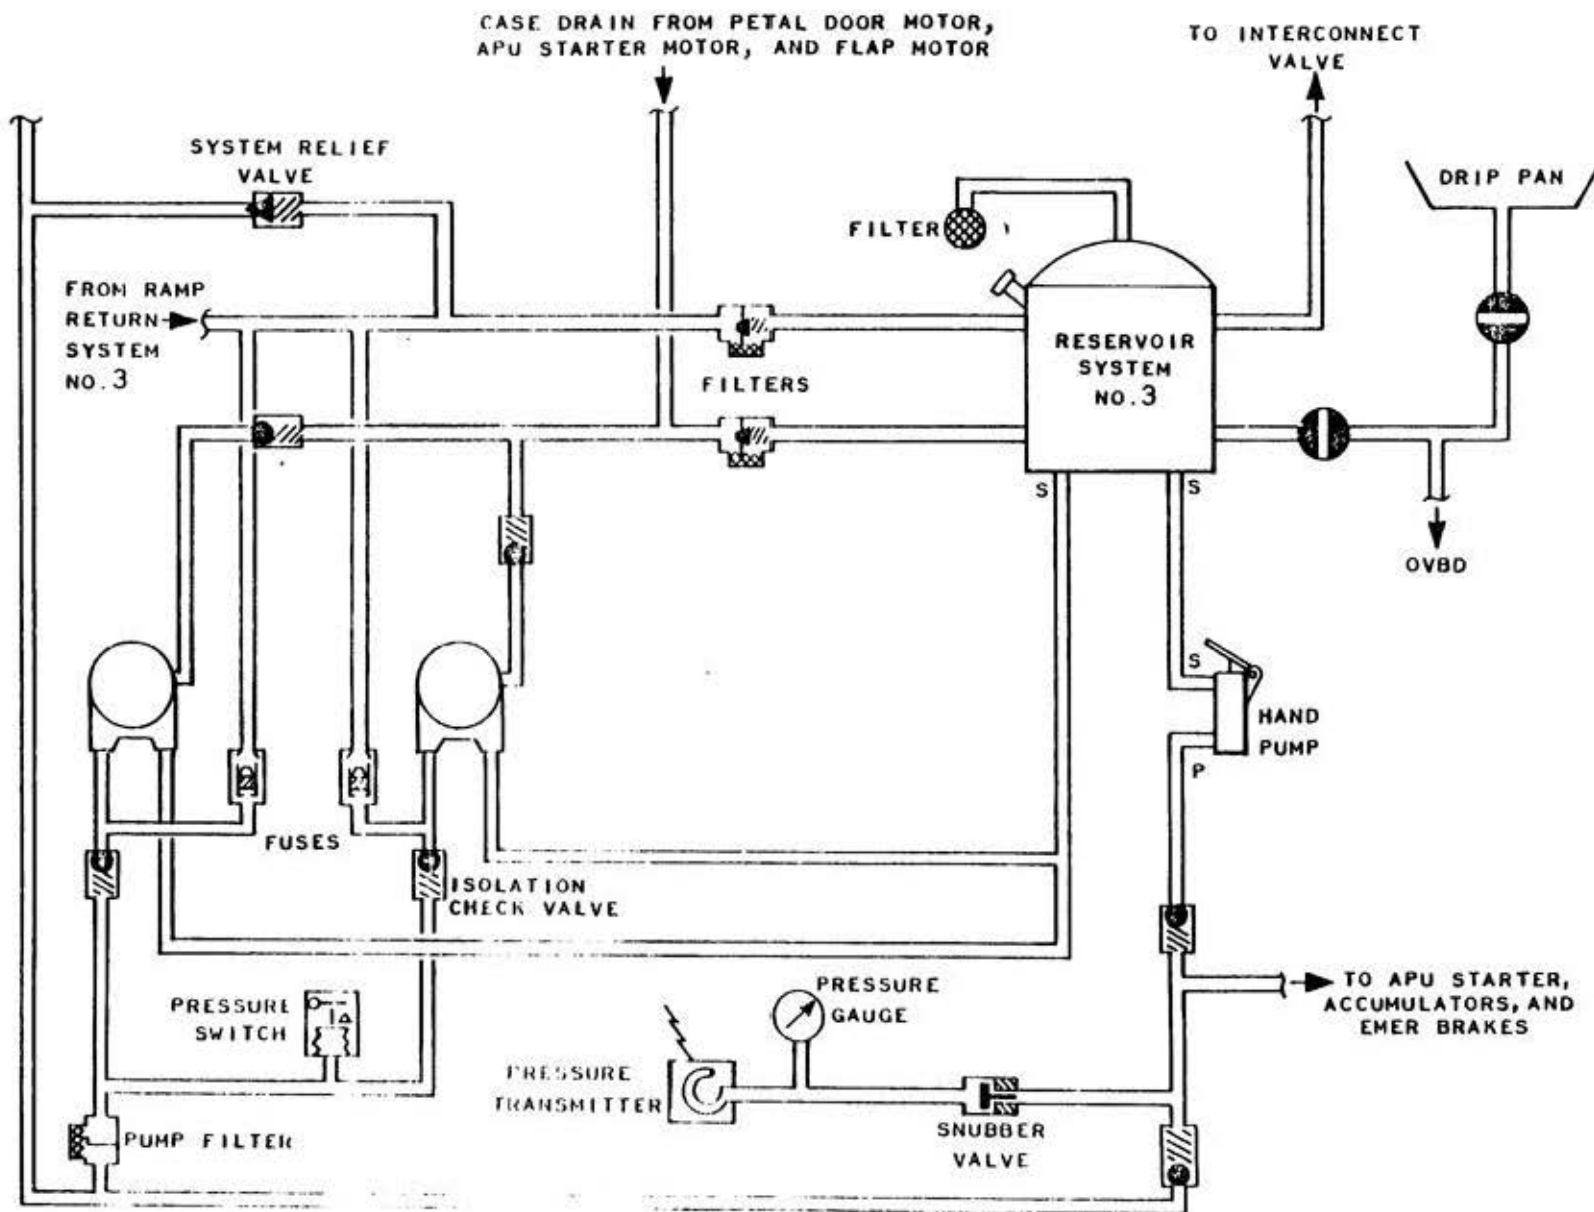 CASE DRAIN FROM PETAL DOOR MOTOR,
APU STARTER MOTOR, AND FLAP MOTOR
TO INTERCONNECT
VALVE
SYSTEM RELIEF
VALVE
DRIP PAN
FILTER
FROM RAMP
RETURN
SYSTEM
NO.3
RESERVOIR
SYSTEM
NO.3
FILTERS
S
S
OVBD
S
HAND
PUMP
P
FUSES
ISOLATION
CHECK VALVE
PRESSURE
SWITCH
PRESSURE
GAUGE
TO APU STARTER,
ACCUMULATORS, AND
EMER BRAKES
PRESSURE
TRANSMITTER
SNUBBER
VALVE
PUMP FILTER